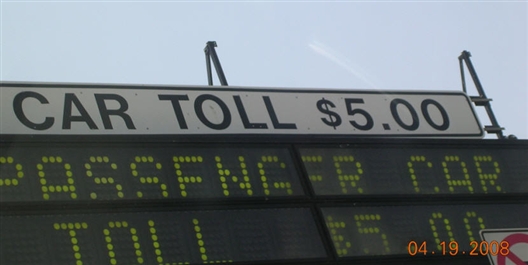 CAR TOLL $5.00
PASSENGER CAR
TOLL $5.00
04.19.2008